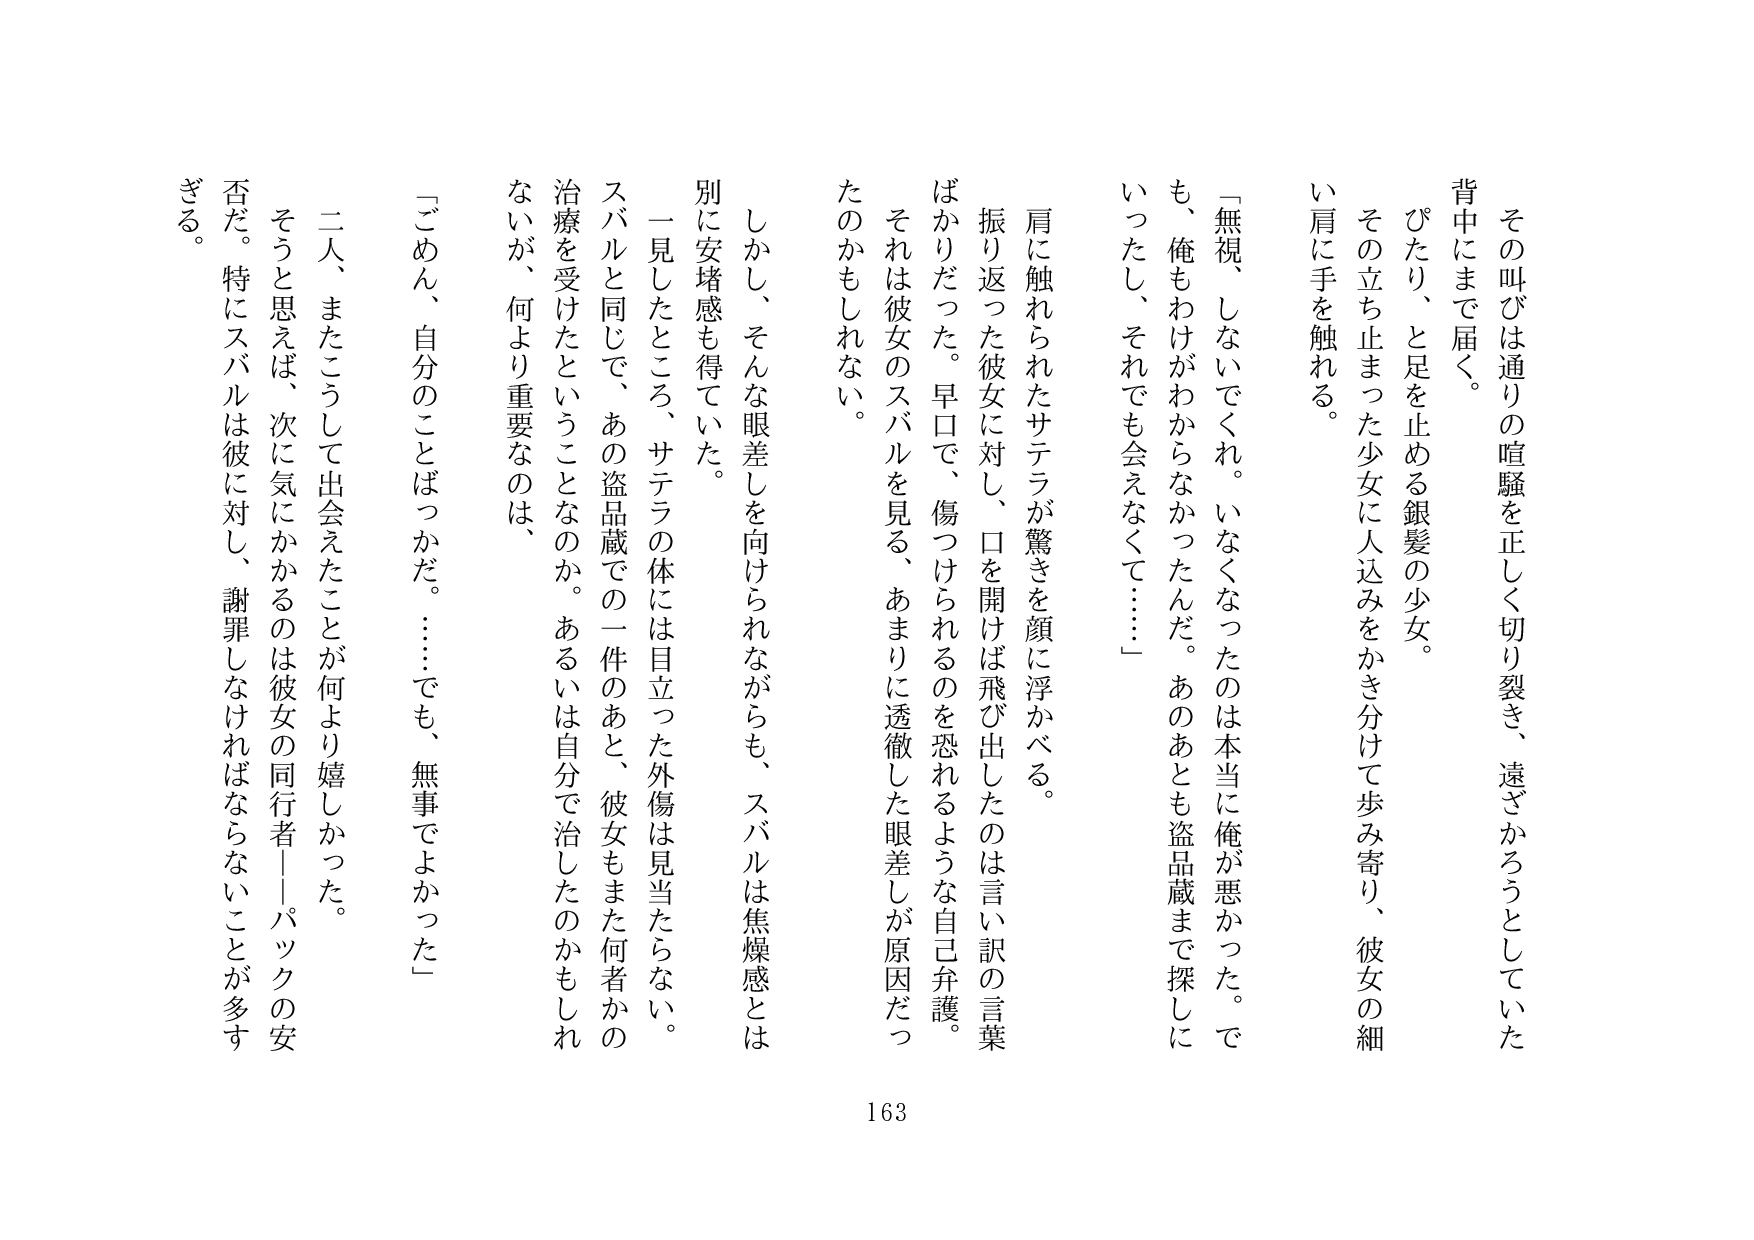 その叫びは通りの喧騒を正しく切り裂き、遠ざかろうとしていた
背中にまで届く。
ぴたり、と足を止める銀髪の少女。
その立ち止まった少女に人込みをかき分けて歩み寄り、彼女の細
い肩に手を触れる。
「無視、しないでくれ。いなくなったのは本当に俺が悪かった。で
も、俺もわけがわからなかったんだ。あのあとも盗品蔵まで探しに
いったし、それでも会えなくて……」
肩に触れられたサテラが驚きを顔に浮かべる。
振り返った彼女に対し、口を開けば飛び出したのは言い訳の言葉
ばかりだった。早口で、傷つけられるのを恐れるような自己弁護。
それは彼女のスバルを見る、あまりに透徹した眼差しが原因だっ
たのかもしれない。
しかし、そんな眼差しを向けられながらも、スバルは焦燥感とは
別に安堵感も得ていた。
一見したところ、サテラの体には目立った外傷は見当たらない。
スバルと同じで、あの盗品蔵での一件のあと、彼女もまた何者かの
治療を受けたということなのか。あるいは自分で治したのかもしれ
ないが、何より重要なのは、
「ごめん、自分のことばっかだ。……でも、無事でよかった」
二人、またこうして出会えたことが何より嬉しかった。
そうと思えば、次に気にかかるのは彼女の同行者――パックの安
否だ。特にスバルは彼に対し、謝罪しなければならないことが多す
ぎる。
163